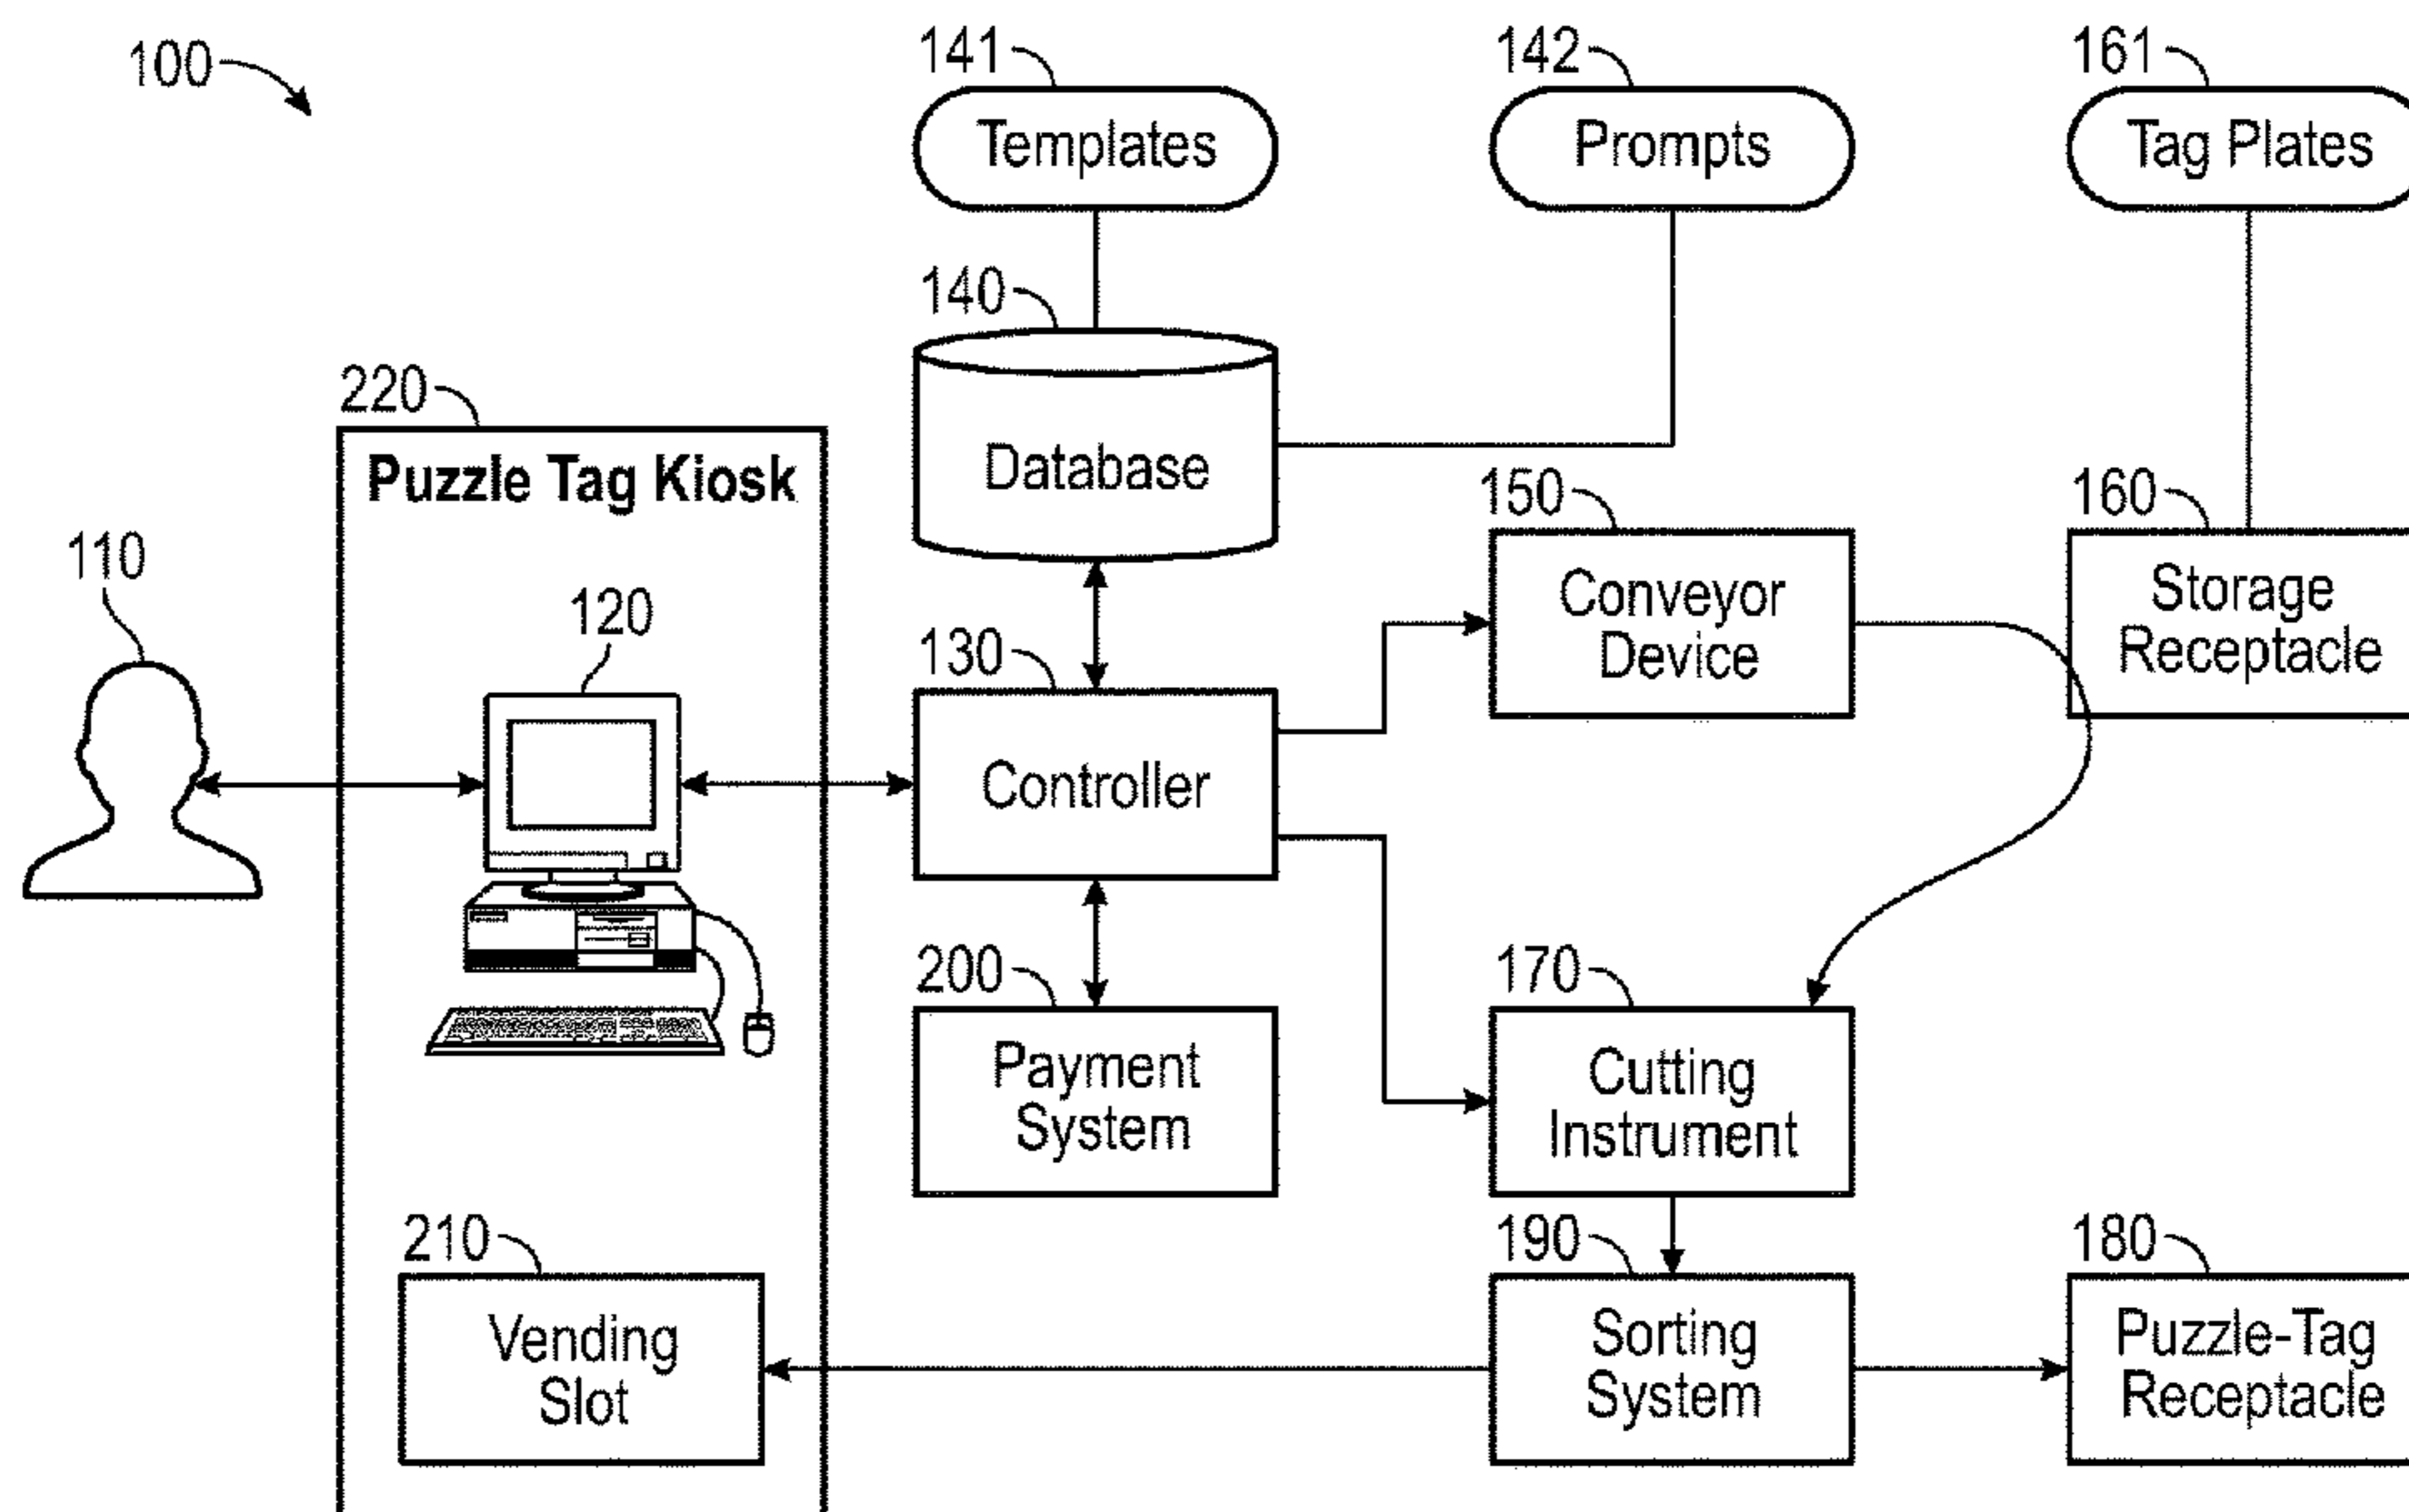 100
141
142
161
Templates
Prompts
Tag Plates
140
220
Puzzle Tag Kiosk
Database
150
160
110
120
Conveyor
Device
Storage
Receptacle
130
Controller
200
170
Payment
System
Cutting
Instrument
210
190
180
Vending
Slot
Sorting
System
Puzzle-Tag
Receptacle